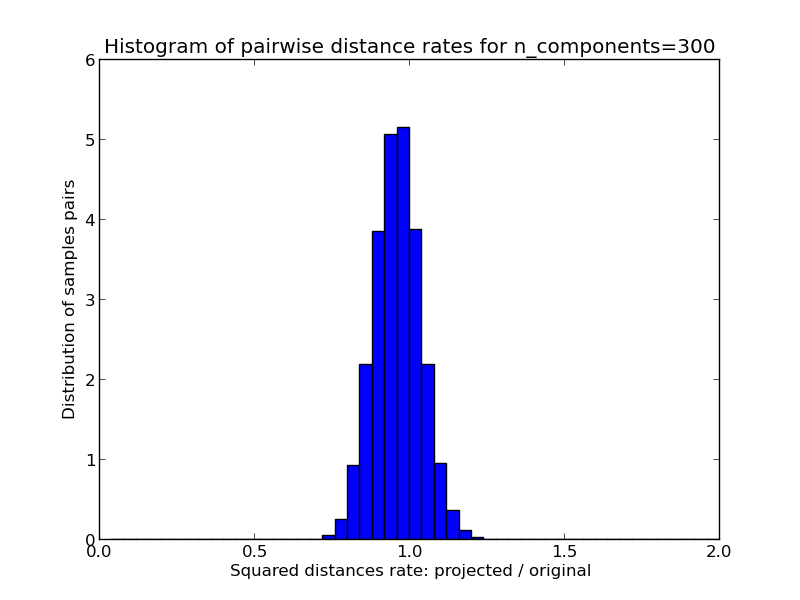 Histogram of pairwise distance rates for n_components=300
6
5
4
3
2
1
0
Distribution of samples pairs
0.0 0.5 1.0 1.5 2.0
Squared distances rate: projected / original